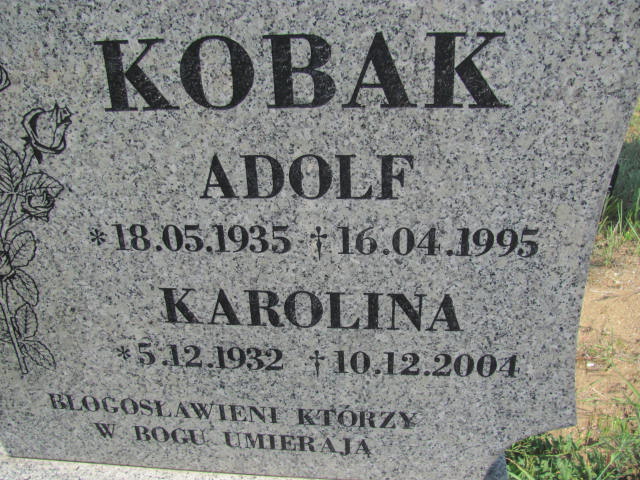 KOBAK
ADOLF
*18.05.1935 †16.04.1995
KAROLINA
*5.12.1932 †10.12.2004
BŁOGOSŁAWIENI KTÓRZY
W BOGU UMIERAJĄ